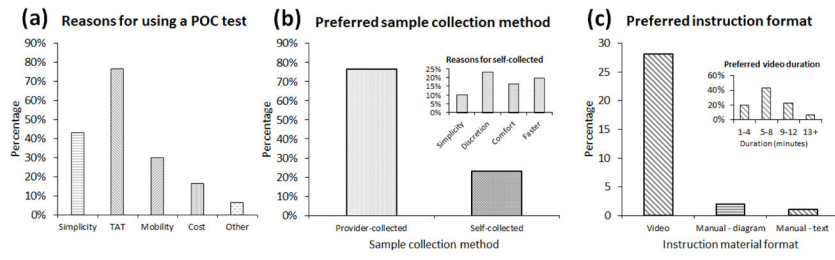 (a) Reasons for using a POC test
90%
80%
70%
60%
50%
40%
30%
20%
10%
0%
Percentage
Simplicity TAT Mobility Cost Other
(b) Preferred sample collection method
90%
80%
70%
60%
50%
40%
30%
20%
10%
0%
Percentage
Reasons for self-collected
25%
20%
15%
10%
5%
0%
Simplicity Discretion Comfort Faster
Provider-collected Self-collected
Sample collection method
(c) Preferred instruction format
30
25
20
15
10
5
0
Percentage
Preferred video duration
60%
40%
20%
0%
1-4 5-8 9-12 13+
Duration (minutes)
Video Manual - diagram Manual - text
Instruction material format